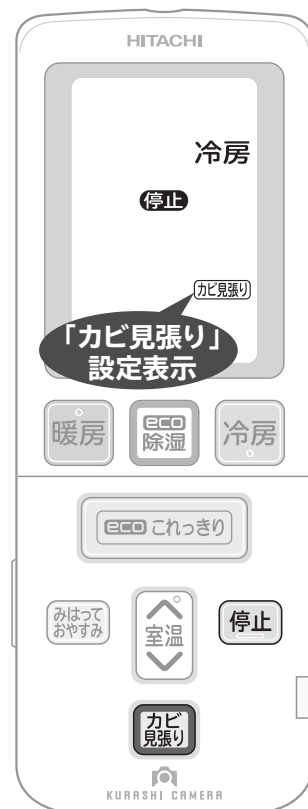 HITACHI
冷房
停止
カビ見張り
「カビ見張り」
設定表示
暖房
eco
除湿
冷房
eco これっきり
みはって
おやすみ
室温
停止
カビ
見張り
KURASHI CAMERA